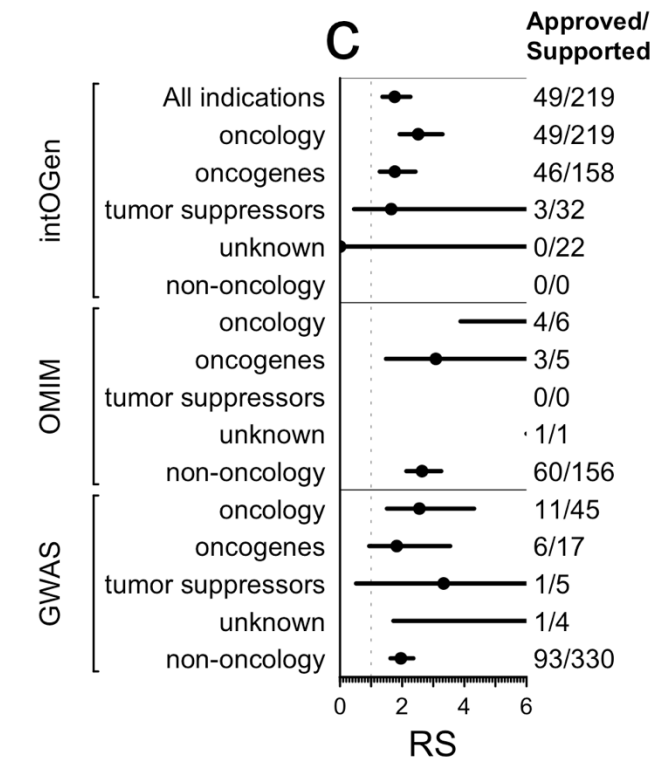 C
Approved/
Supported
intOGen
All indications 49/219
oncology 49/219
oncogenes 46/158
tumor suppressors 3/32
unknown 0/22
non-oncology 0/0
OMIM
oncology 4/6
oncogenes 3/5
tumor suppressors 0/0
unknown 1/1
non-oncology 60/156
GWAS
oncology 11/45
oncogenes 6/17
tumor suppressors 1/5
unknown 1/4
non-oncology 93/330
0 2 4 6
RS